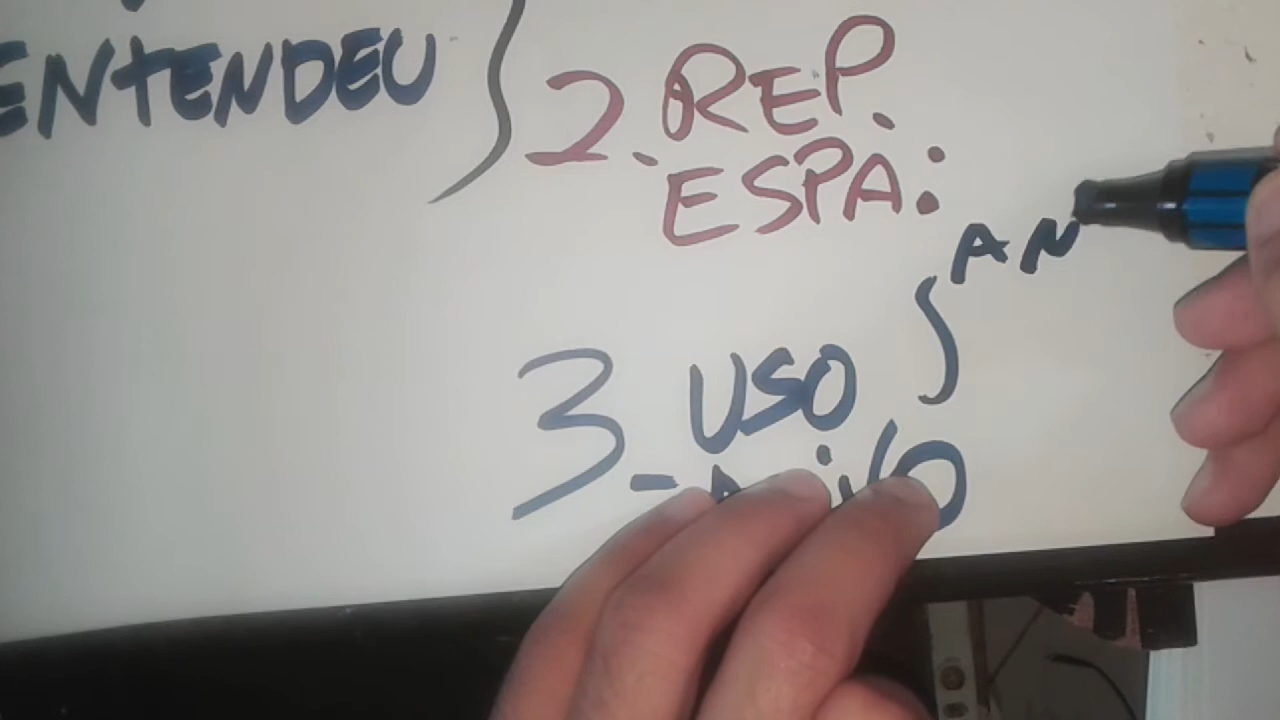 ENTENDEU
2. REP.
ESPA:
AN
3- USO